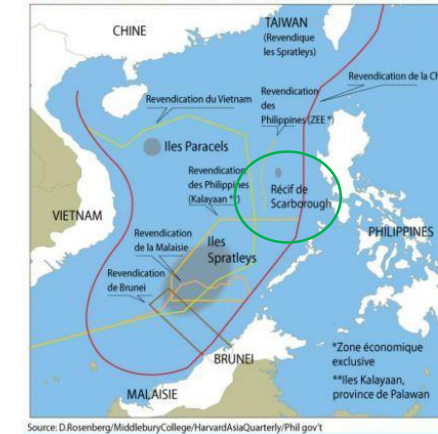 CHINE
TAIWAN
(Revendique
les Spratleys)
Revendication de la Ch
Revendication du Vietnam
Revendication
des
Philippines (ZEE *)
Iles Paracels
Revendication
des Philippines
(Kalayaan **)
Récif de
Scarborough
VIETNAM
Revendication
de la Malaisie
Iles
Spratleys
PHILIPPINES
Revendication
de Brunei
BRUNEI
*Zone économique
exclusive
**Iles Kalayaan,
province de Palawan
MALAISIE
Source: D.Rosenberg/MiddleburyCollege/HarvardAsiaQuarterly/Phil gov't